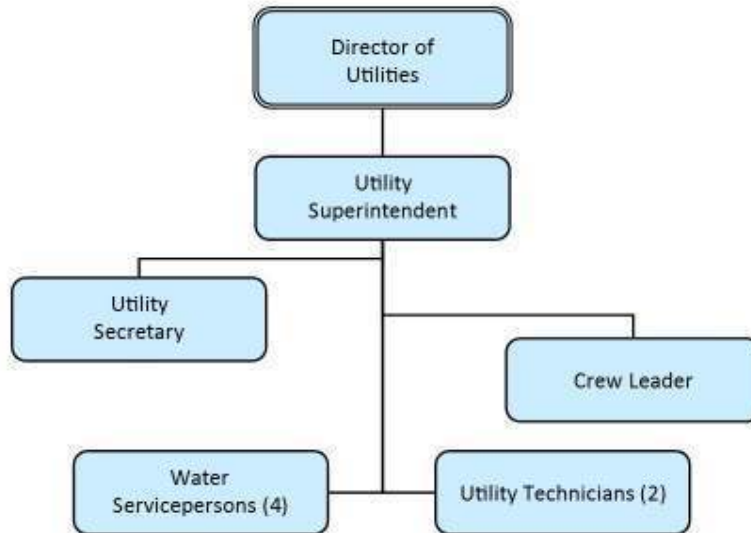 Director of
Utilities
Utility
Superintendent
Utility
Secretary
Crew Leader
Water
Servicepersons (4)
Utility Technicians (2)